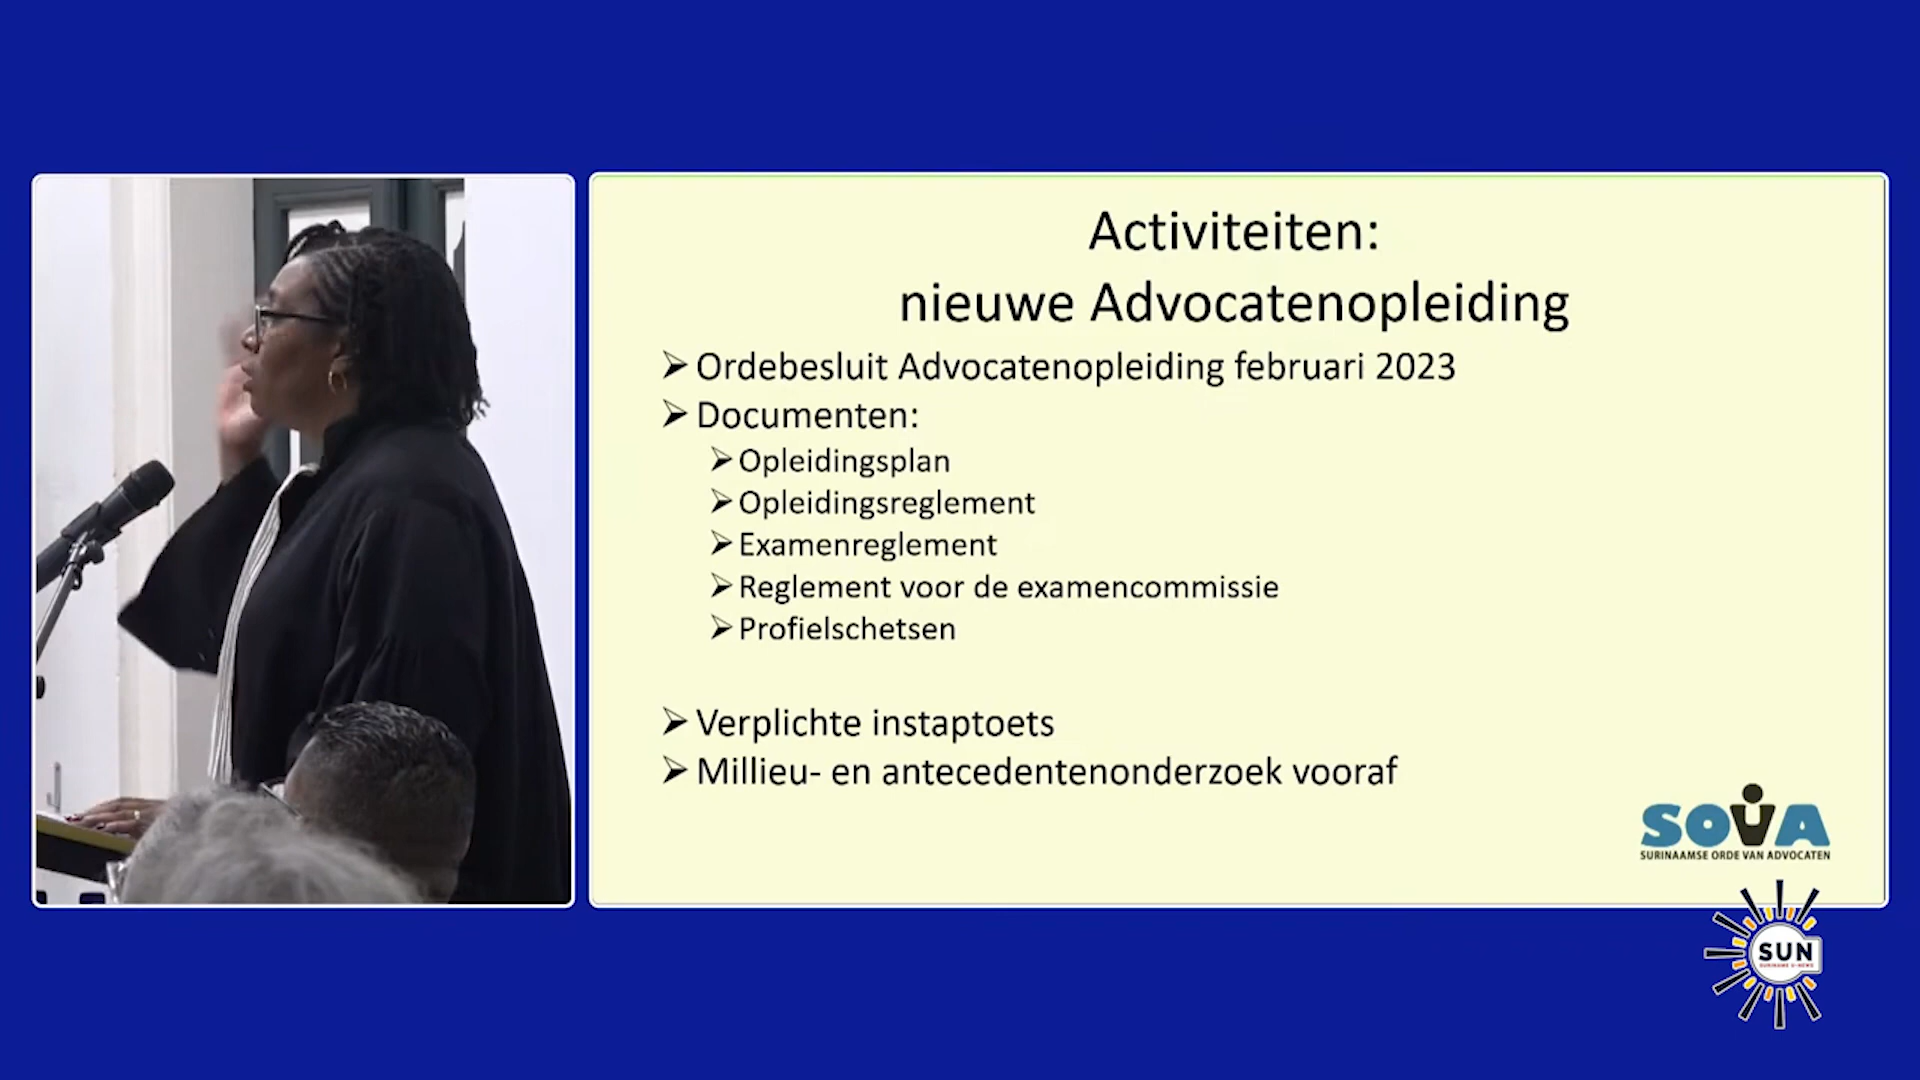 Activiteiten:
nieuwe Advocatenopleiding
Ordebesluit Advocatenopleiding februari 2023
Documenten:
Opleidingsplan
Opleidingsreglement
Examenreglement
Reglement voor de examencommissie
Profielschetsen
Verplichte instaptoets
Millieu- en antecedentenonderzoek vooraf
SOVA
SURINAAMSE ORDE VAN ADVOCATEN
SUN